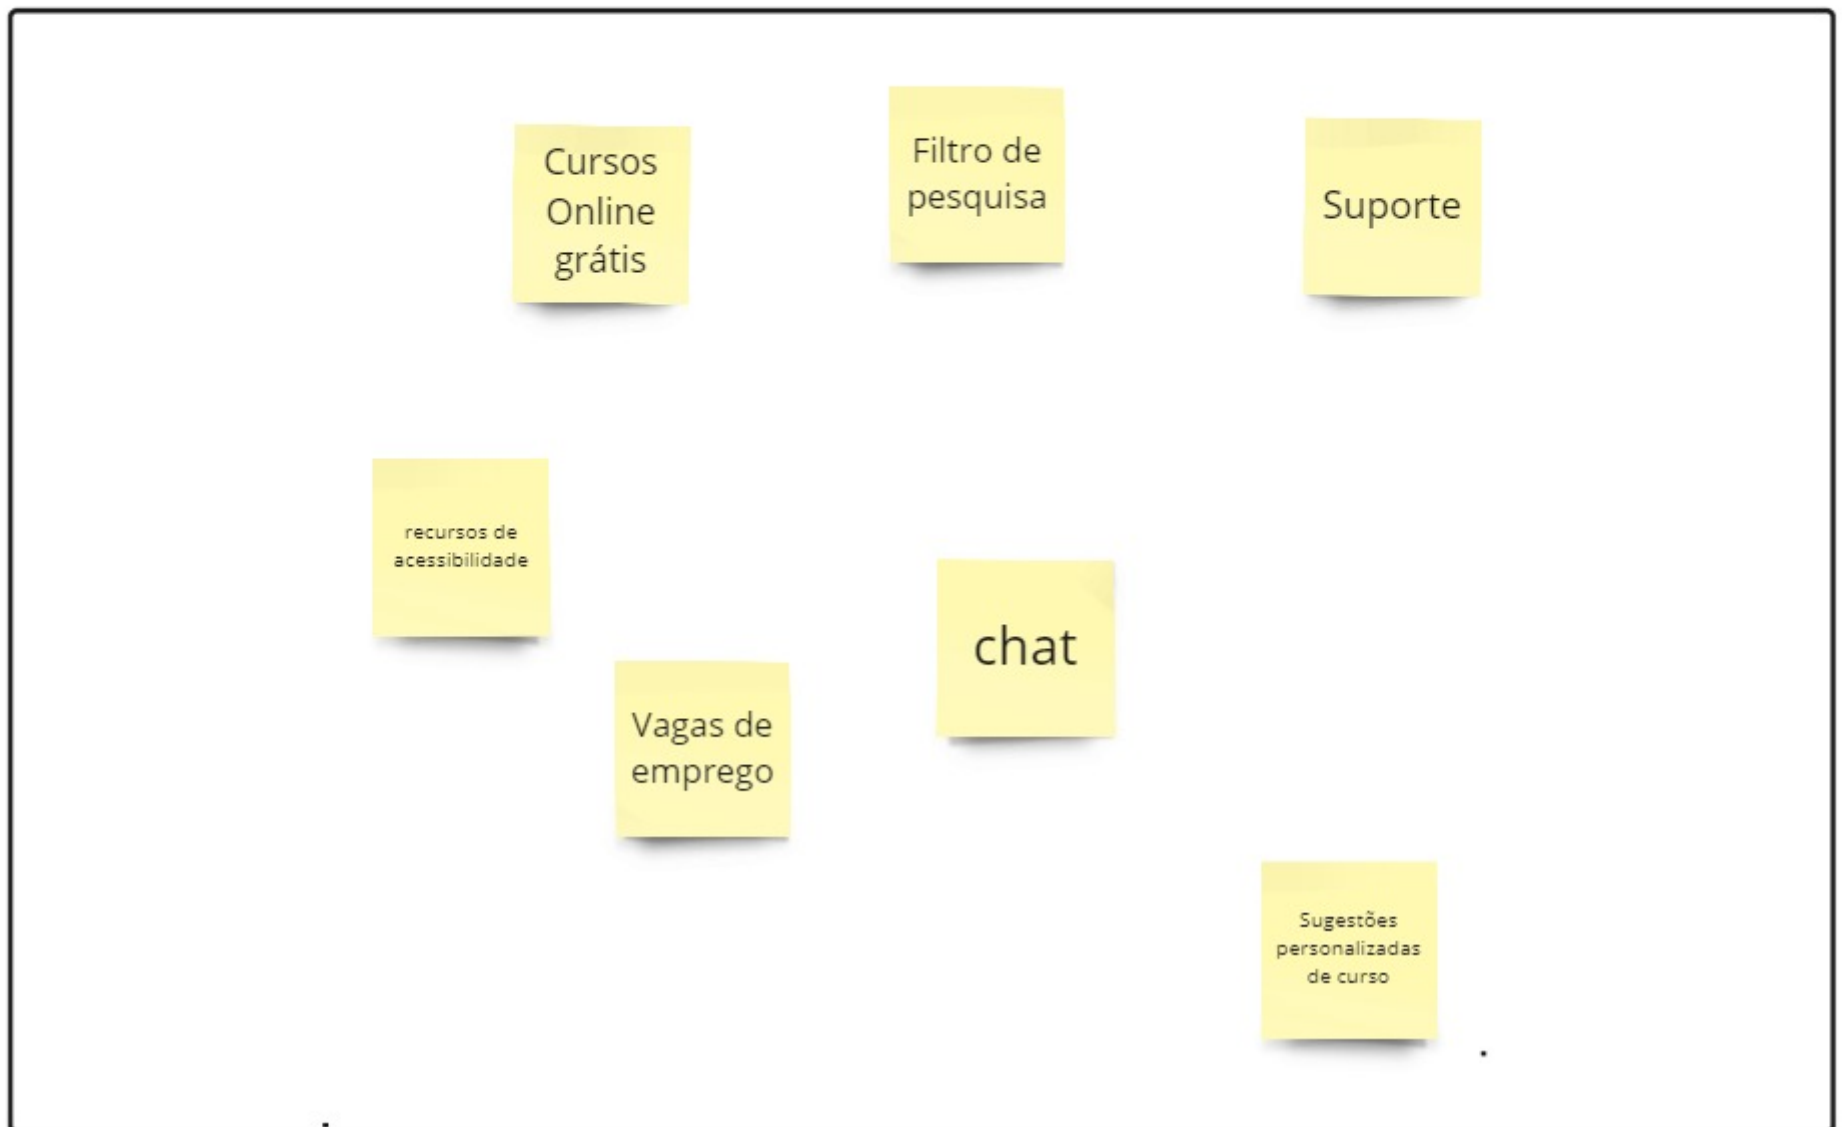 Cursos
Online
grátis
Filtro de
pesquisa
Suporte
recursos de
acessibilidade
chat
Vagas de
emprego
Sugestões
personalizadas
de curso
.